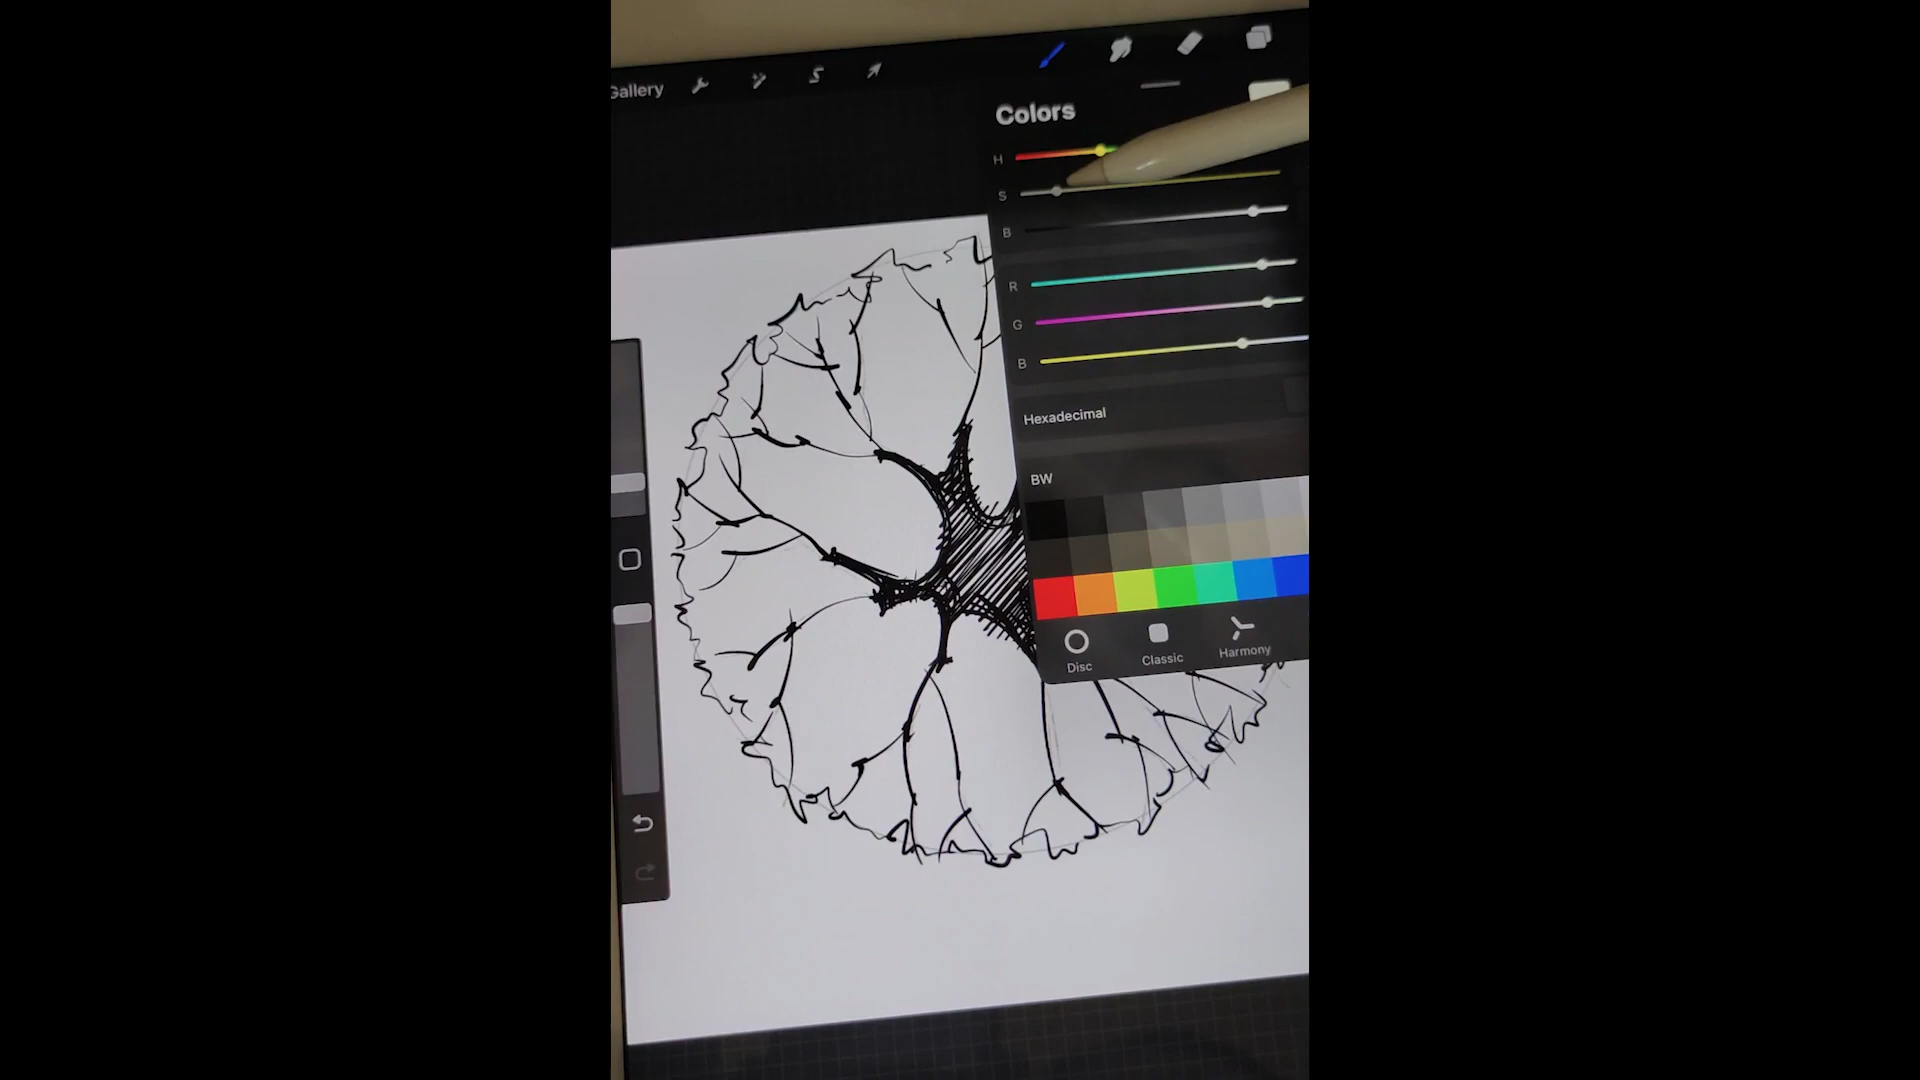 Gallery
Colors
H
S
B
R
G
B
Hexadecimal
BW
Disc
Classic
Harmony